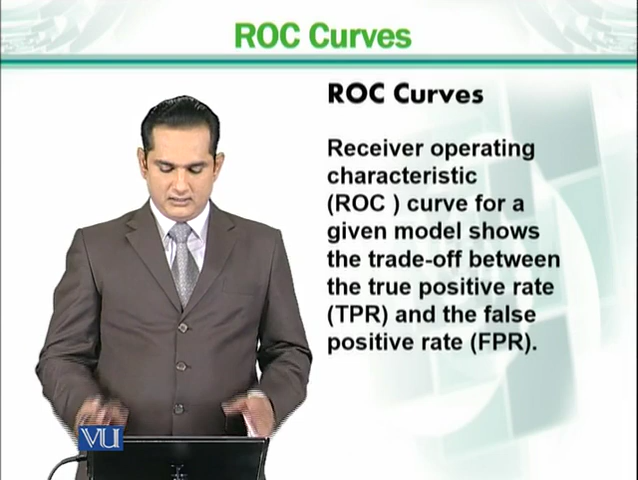 ROC Curves
ROC Curves
Receiver operating
characteristic
(ROC ) curve for a
given model shows
the trade-off between
the true positive rate
(TPR) and the false
positive rate (FPR).
VU